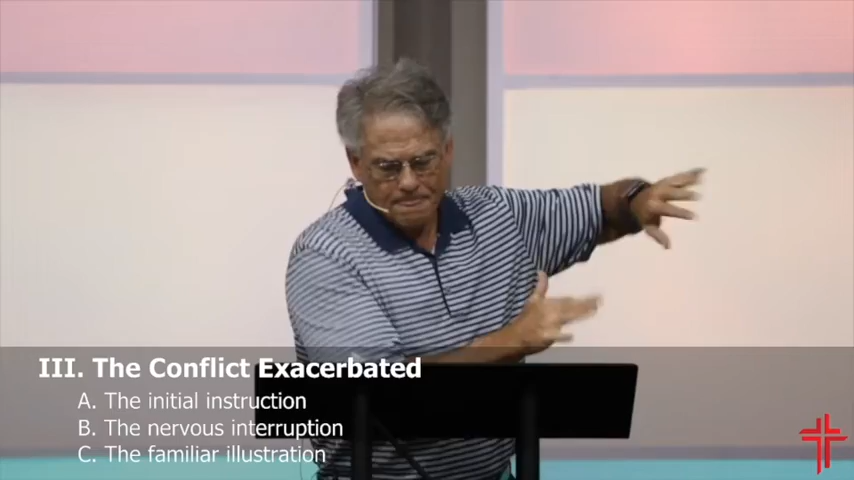 III. The Conflict Exacerbated
A. The initial instruction
B. The nervous interruption
C. The familiar illustration